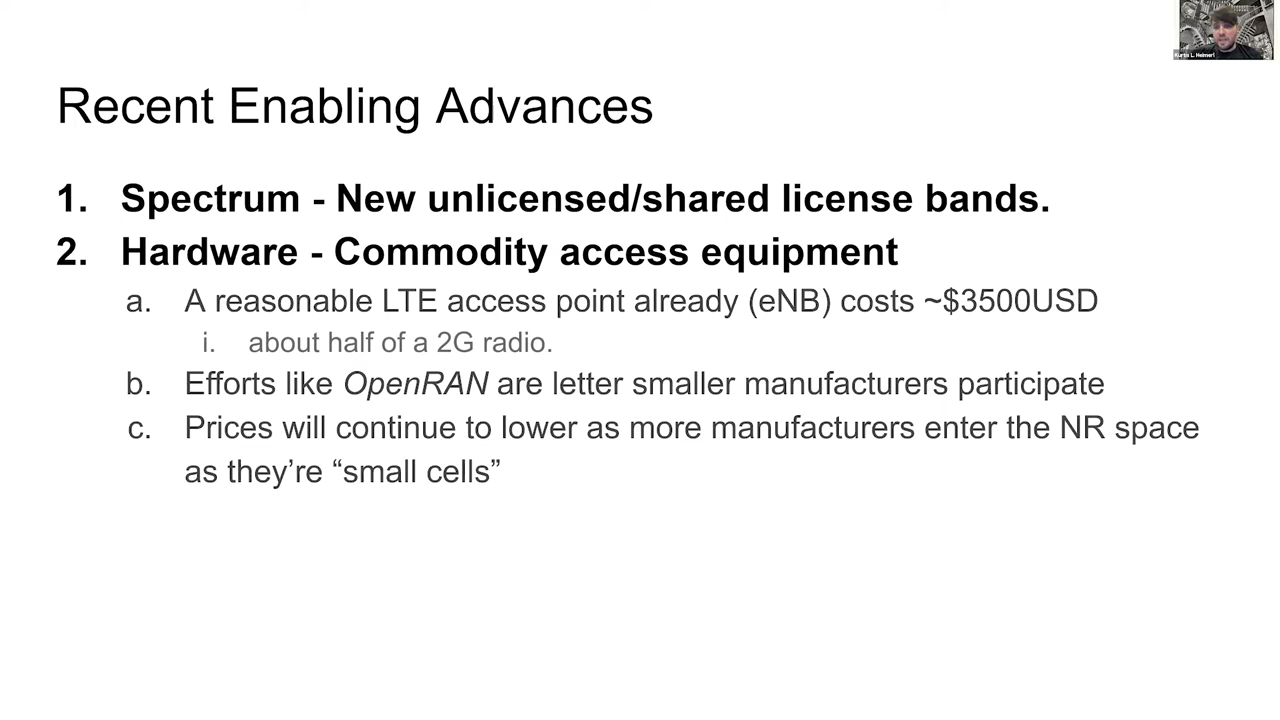 Kurtis L. Heimerl
Recent Enabling Advances
1. Spectrum - New unlicensed/shared license bands.
2. Hardware - Commodity access equipment
a. A reasonable LTE access point already (eNB) costs ~$3500USD
i. about half of a 2G radio.
b. Efforts like OpenRAN are letter smaller manufacturers participate
c. Prices will continue to lower as more manufacturers enter the NR space
as they’re “small cells”